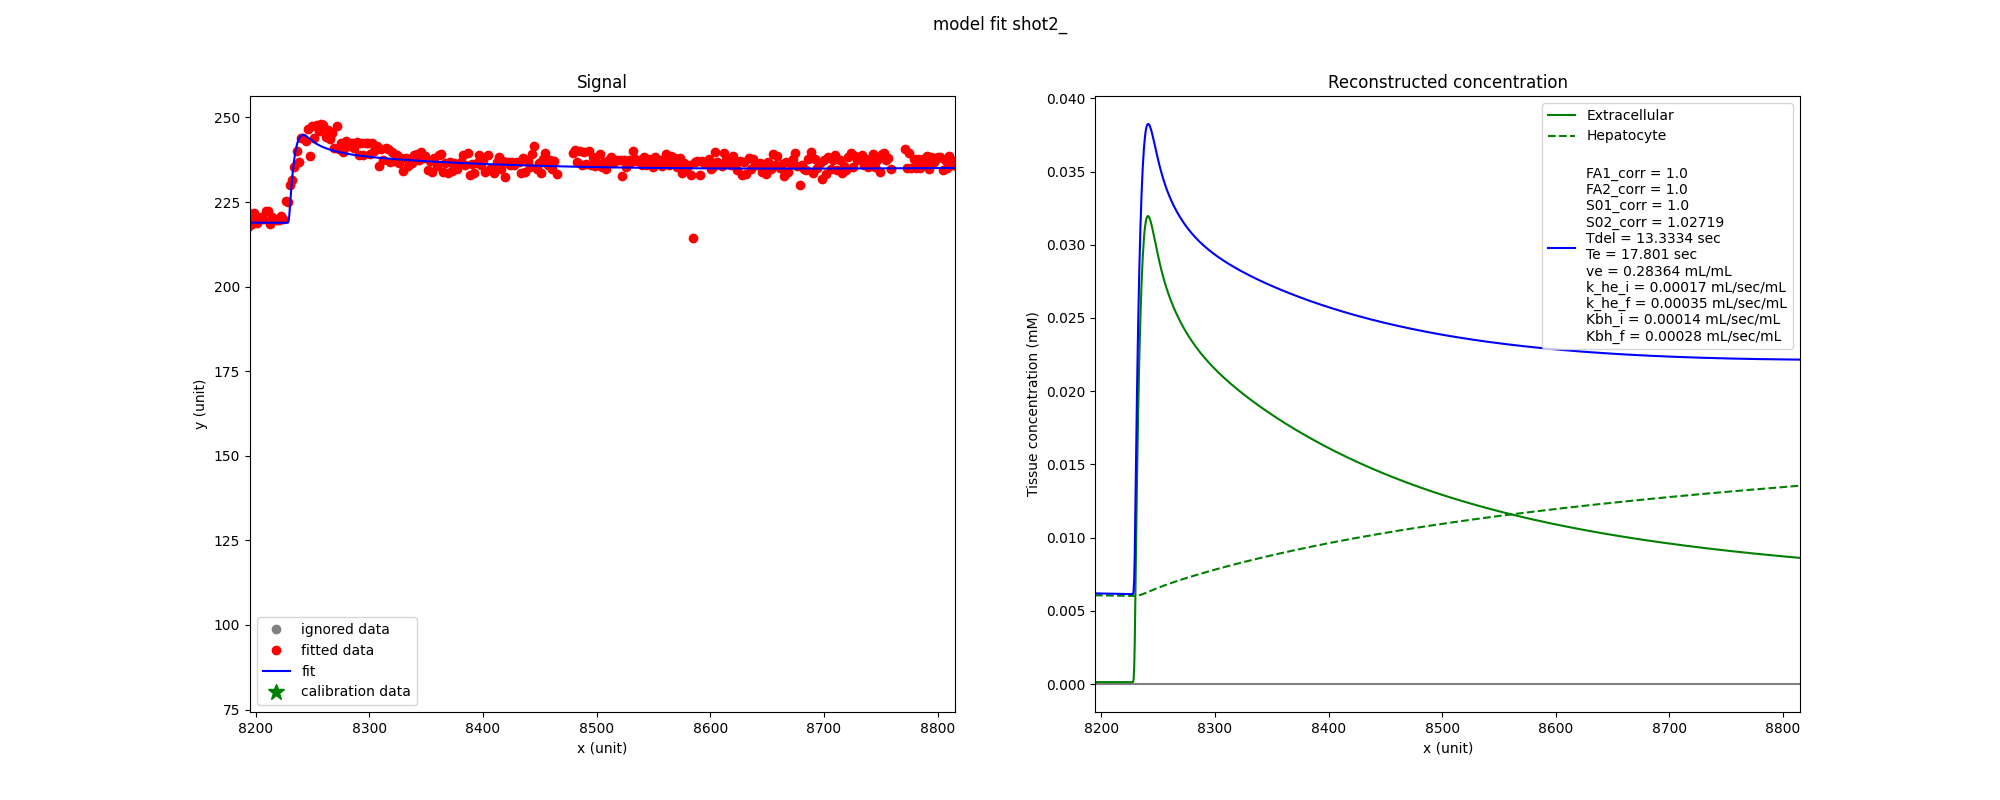 model fit shot2_
Signal
250
225
200
175
150
125
100
75
y (unit)
8200 8300 8400 8500 8600 8700 8800
x (unit)
ignored data
fitted data
fit
calibration data
Reconstructed concentration
0.040
0.035
0.030
0.025
0.020
0.015
0.010
0.005
0.000
Tissue concentration (mM)
8200 8300 8400 8500 8600 8700 8800
x (unit)
Extracellular
Hepatocyte
FA1_corr = 1.0
FA2_corr = 1.0
S01_corr = 1.0
S02_corr = 1.02719
Tdel = 13.3334 sec
Te = 17.801 sec
ve = 0.28364 mL/mL
k_he_i = 0.00017 mL/sec/mL
k_he_f = 0.00035 mL/sec/mL
Kbh_i = 0.00014 mL/sec/mL
Kbh_f = 0.00028 mL/sec/mL